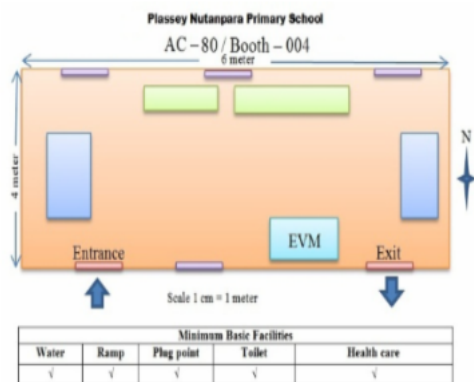 Plassey Nutanpara Primary School
AC – 80 / Booth – 004
6 meter
4 meter
N
EVM
Entrance
Exit
Scale 1 cm = 1 meter
Minimum Basic Facilities
Water Ramp Plug point Toilet Health care
√ √ √ √ √